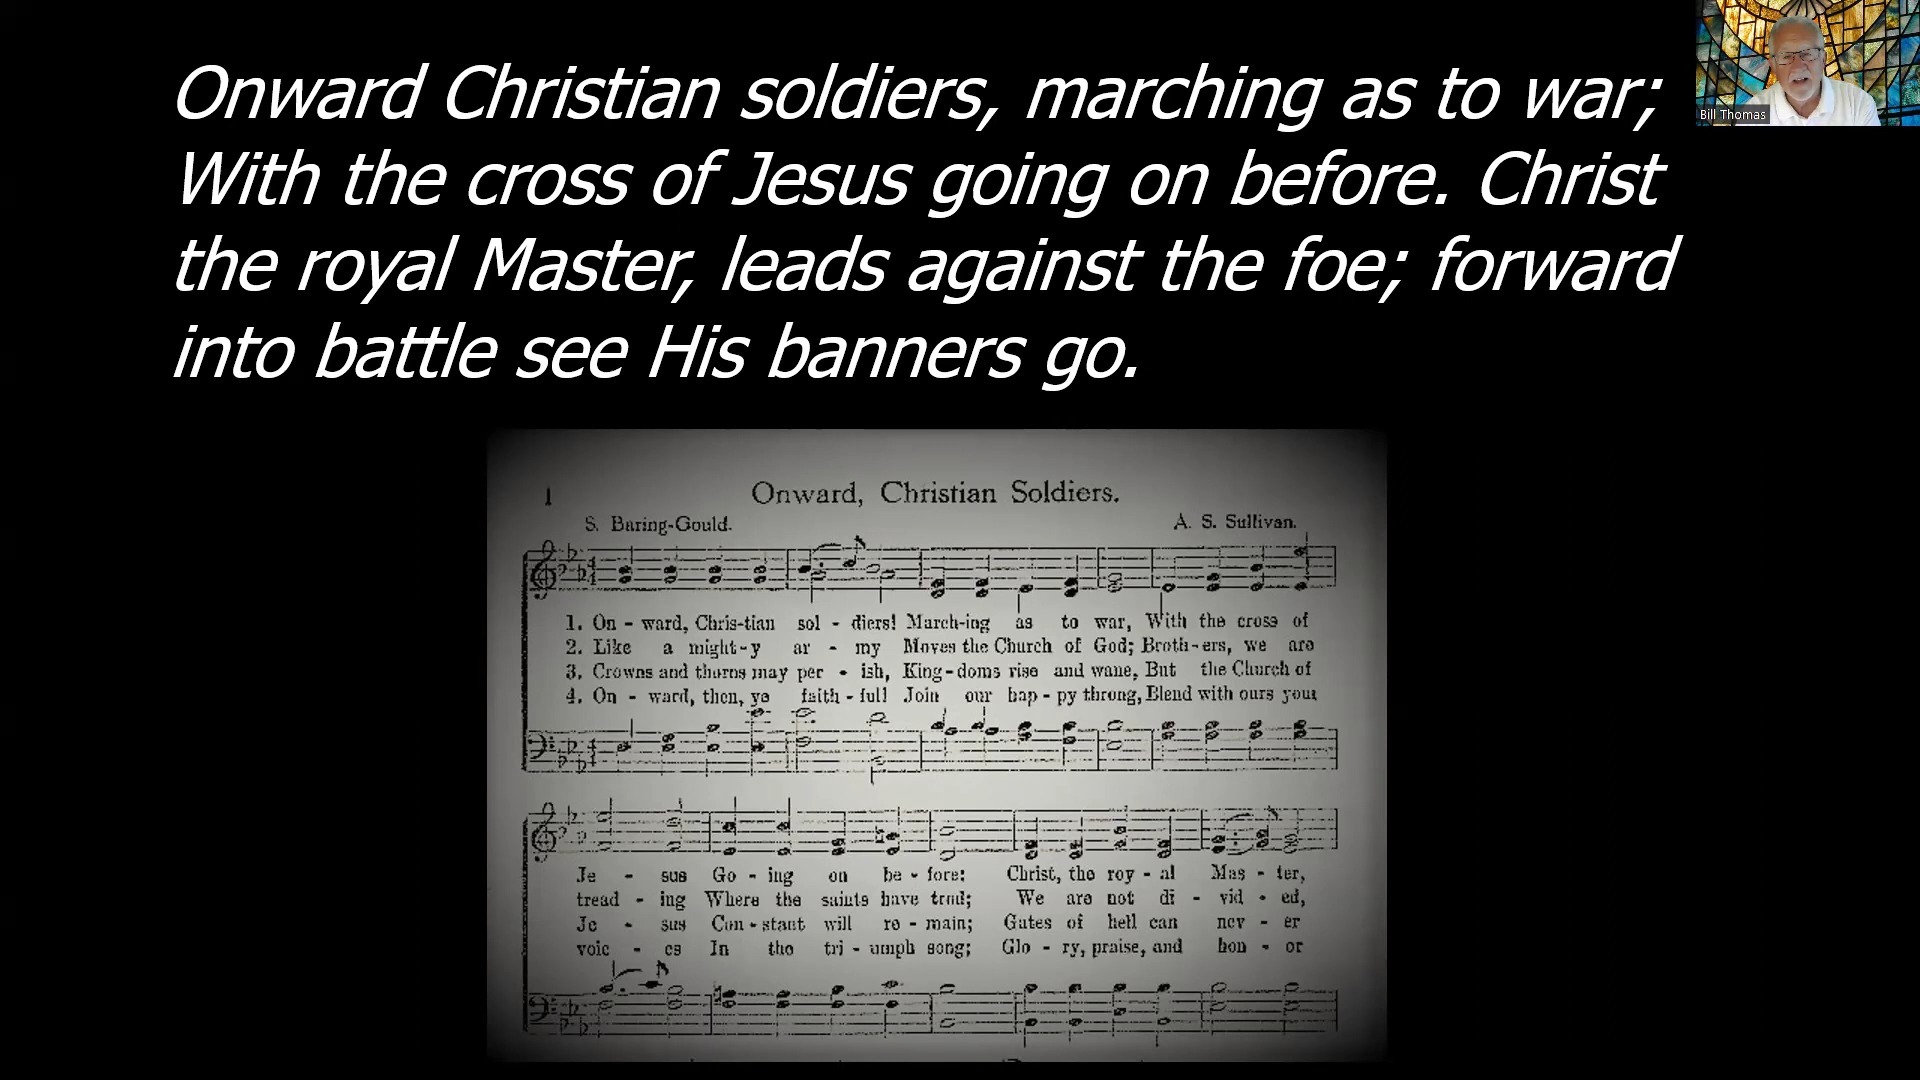 Onward Christian soldiers, marching as to war;
With the cross of Jesus going on before. Christ
the royal Master, leads against the foe; forward
into battle see His banners go.
Bill Thomas
1
Onward, Christian Soldiers.
S. Baring-Gould.
A. S. Sullivan.
1. On - ward, Chris-tian sol - diers! March-ing as to war, With the cross of
2. Like a might-y ar - my Moves the Church of God; Broth-ers, we are
3. Crowns and thorns may per - ish, King-doms rise and wane, But the Church of
4. On - ward, then, ye faith-ful! Join our hap-py throng, Blend with ours your
Je - sus Go - ing on be - fore: Christ, the roy - al Mas - ter,
tread - ing Where the saints have trod; We are not di - vid - ed,
Je - sus Con - stant will re - main; Gates of hell can nev - er
voic - es In the tri - umph song; Glo - ry, praise, and hon - or